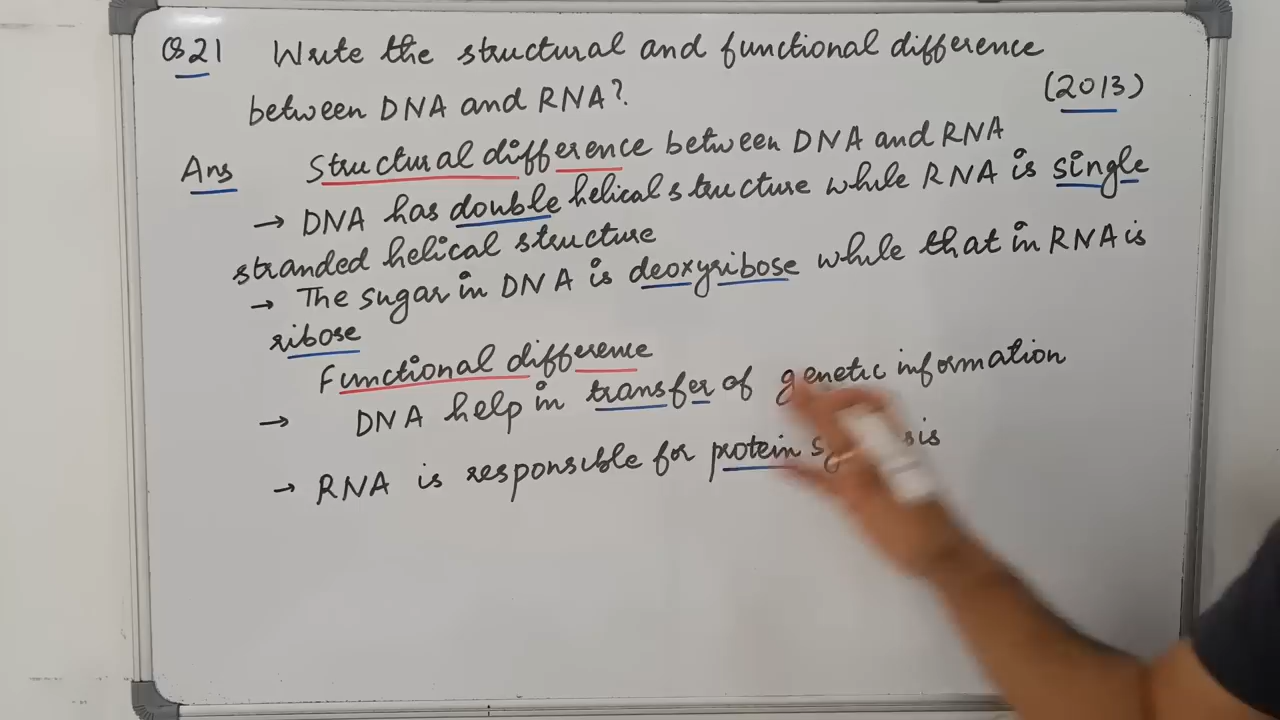 Q21 Write the structural and functional difference
between DNA and RNA?
(2013)
Ans Structural difference between DNA and RNA
→ DNA has double helical structure while RNA is single
stranded helical structure
→ The sugar in DNA is deoxyribose while that in RNA is
ribose
Functional difference
→ DNA help in transfer of genetic information
→ RNA is responsible for protein